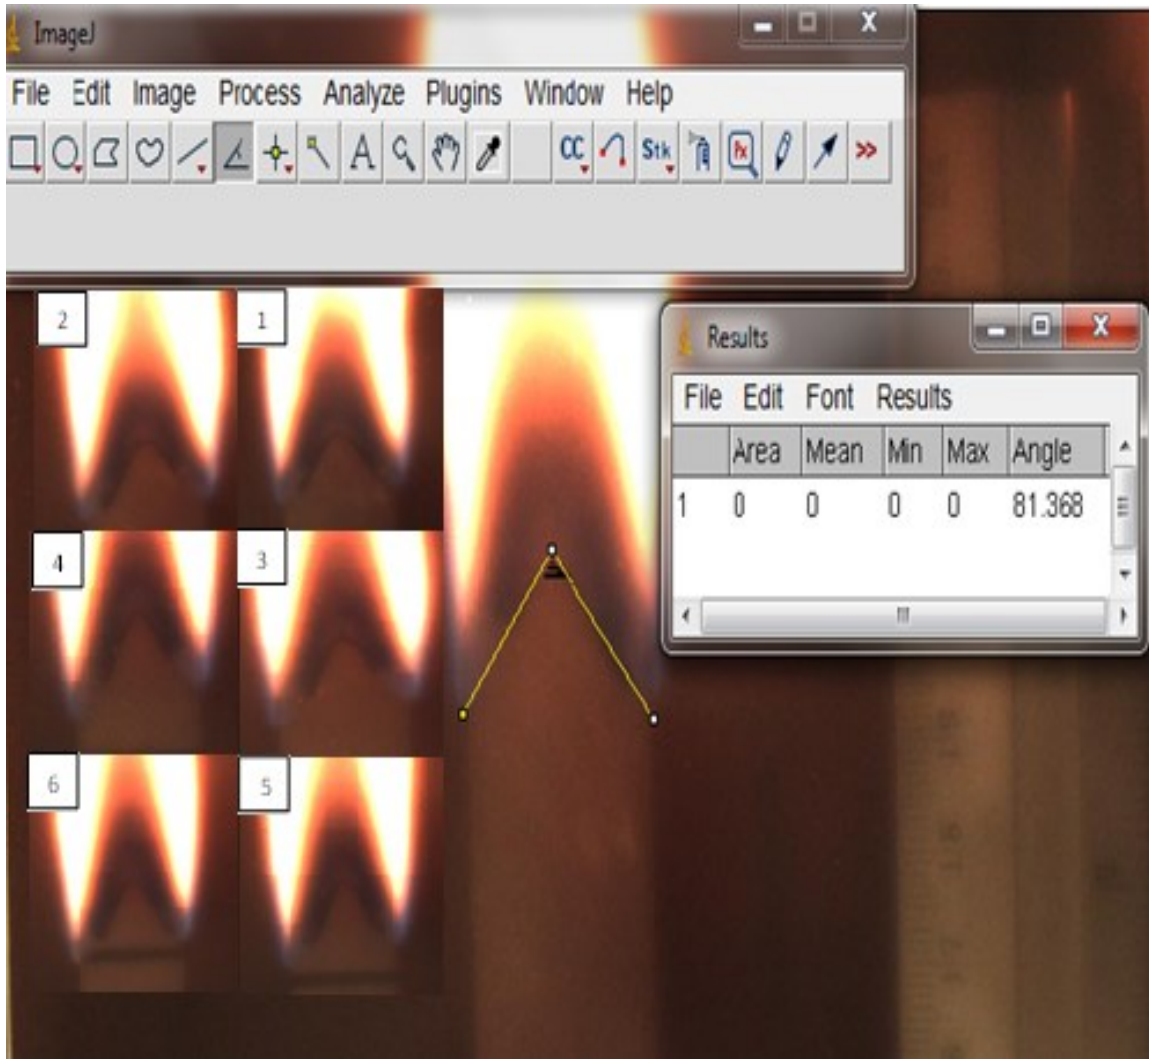 ImageJ
File Edit Image Process Analyze Plugins Window Help
A CC Stk >>
2
1
4
3
6
5
Results
File Edit Font Results
Area Mean Min Max Angle
1 0 0 0 0 81.368